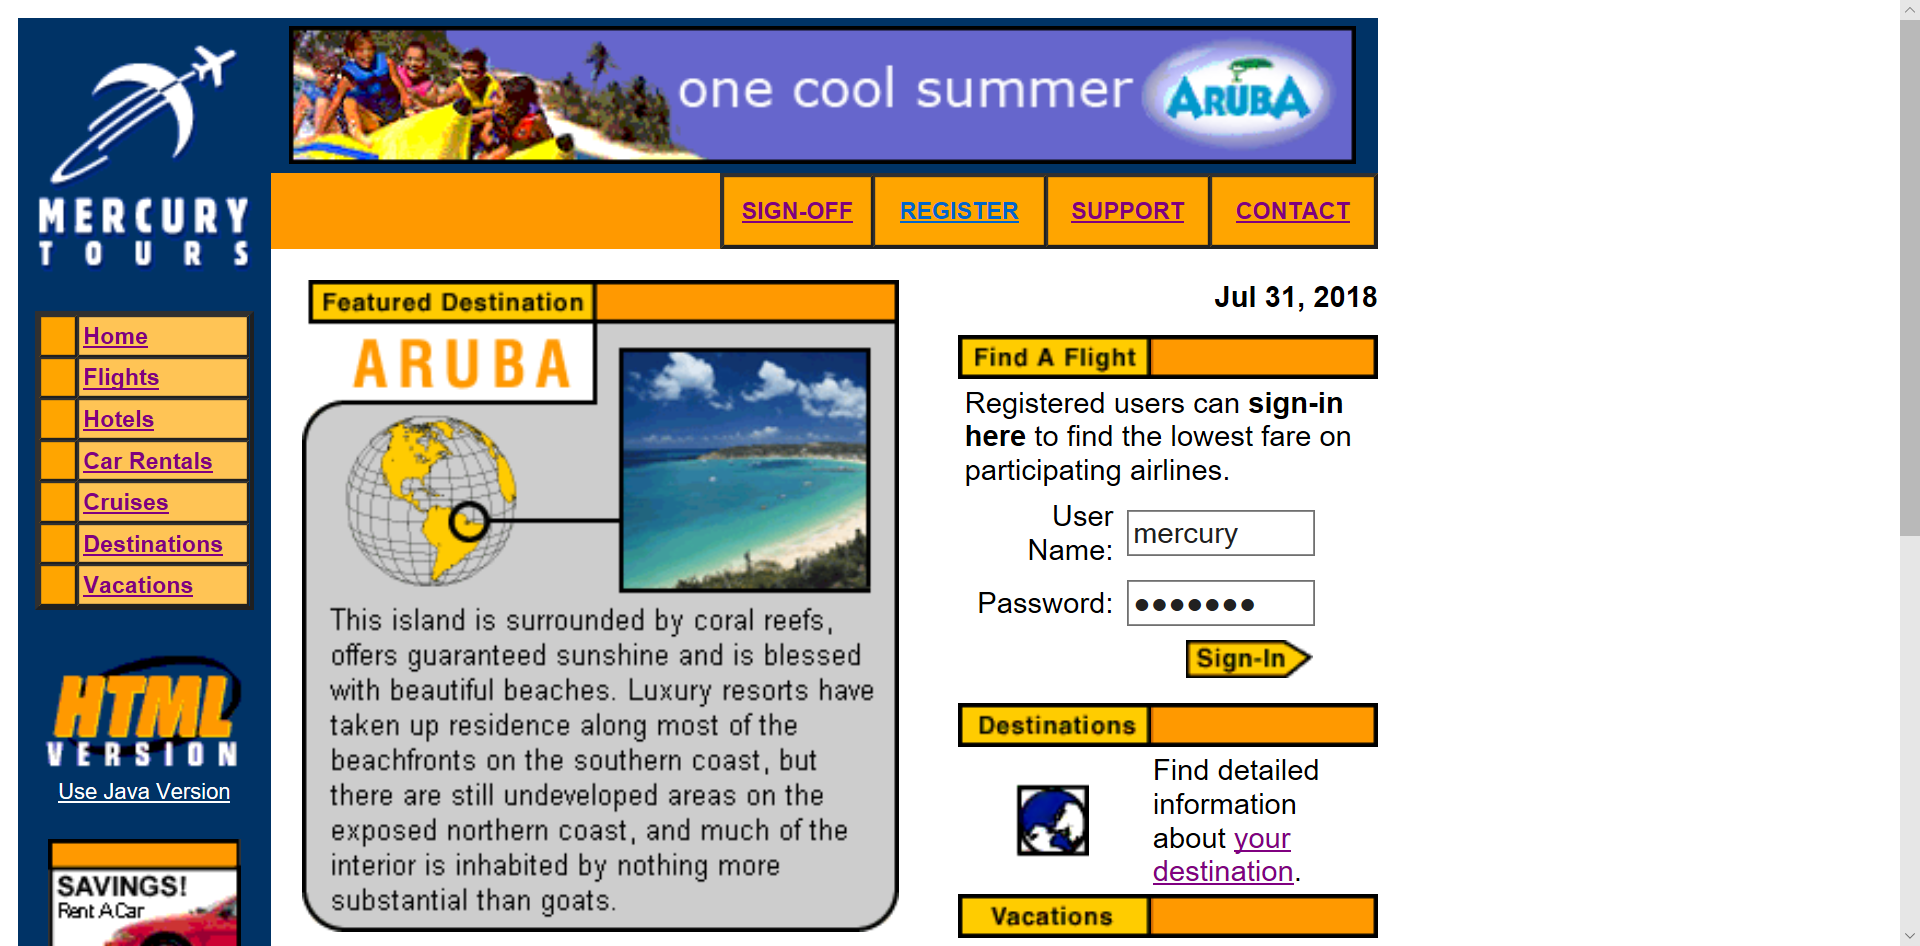 one cool summer
ARUBA
MERCURY
TOURS
SIGN-OFF
REGISTER
SUPPORT
CONTACT
Home
Flights
Hotels
Car Rentals
Cruises
Destinations
Vacations
HTML
VERSION
Use Java Version
SAVINGS!
Rent A Car
Featured Destination
ARUBA
This island is surrounded by coral reefs,
offers guaranteed sunshine and is blessed
with beautiful beaches. Luxury resorts have
taken up residence along most of the
beachfronts on the southern coast, but
there are still undeveloped areas on the
exposed northern coast, and much of the
interior is inhabited by nothing more
substantial than goats.
Jul 31, 2018
Find A Flight
Registered users can sign-in
here to find the lowest fare on
participating airlines.
User
Name:
mercury
Password:
●●●●●●●
Sign-In
Destinations
Find detailed
information
about your
destination.
Vacations